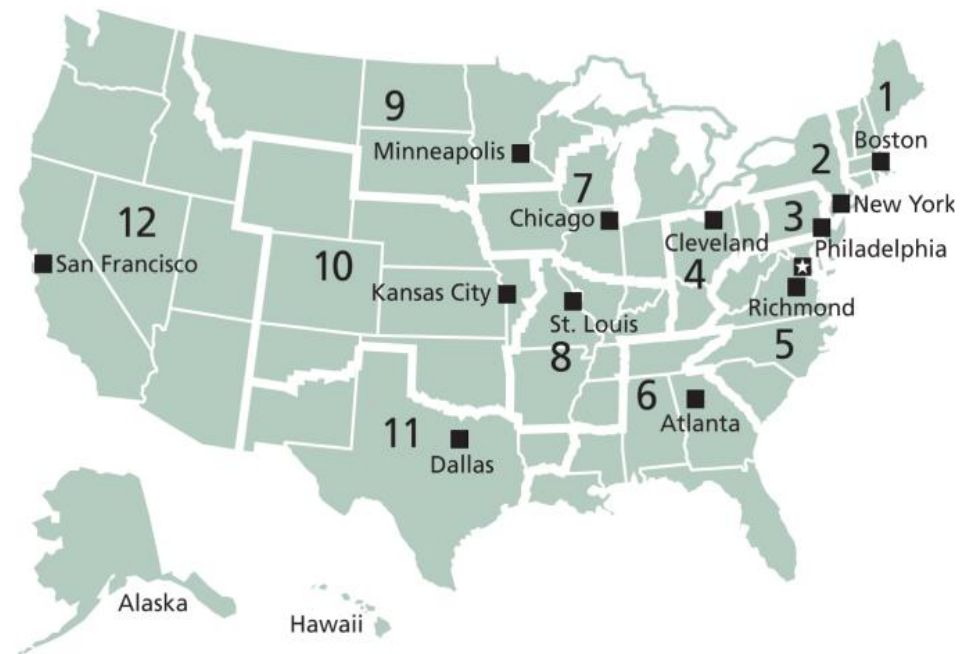 1
Boston
9
2
Minneapolis
7
New York
12
Chicago
3
Cleveland
Philadelphia
San Francisco
10
4
Kansas City
Richmond
St. Louis
5
8
6
Atlanta
11
Dallas
Alaska
Hawaii